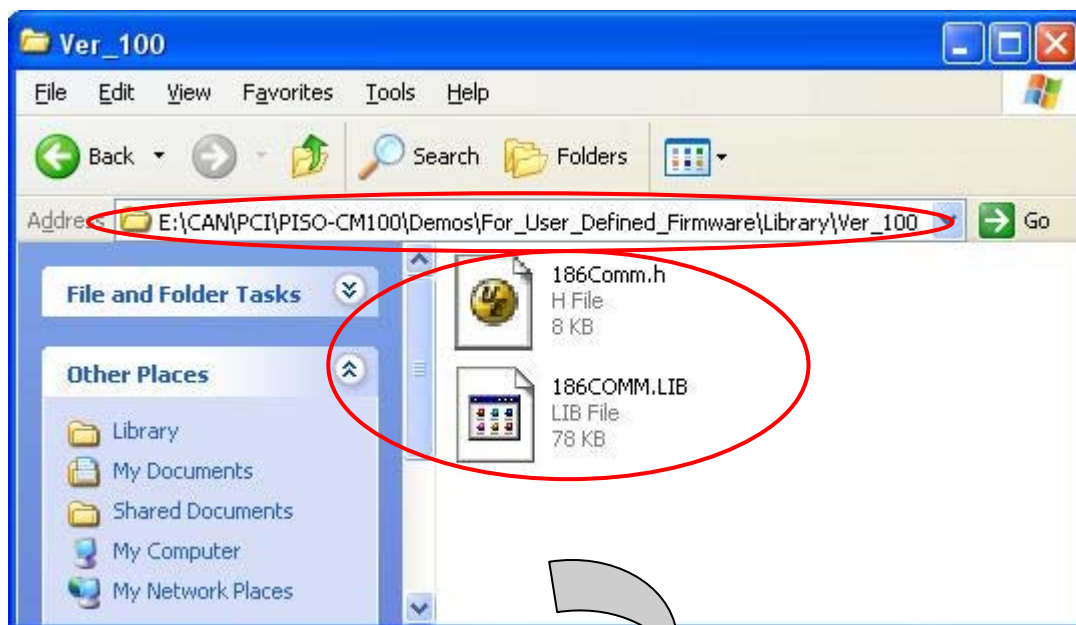 Ver_100
File Edit View Favorites Tools Help
Back Search Folders
Address E:\CAN\PCI\PISO-CM100\Demos\For_User_Defined_Firmware\Library\Ver_100 Go
File and Folder Tasks
Other Places
Library
My Documents
Shared Documents
My Computer
My Network Places
186Comm.h
H File
8 KB
186COMM.LIB
LIB File
78 KB